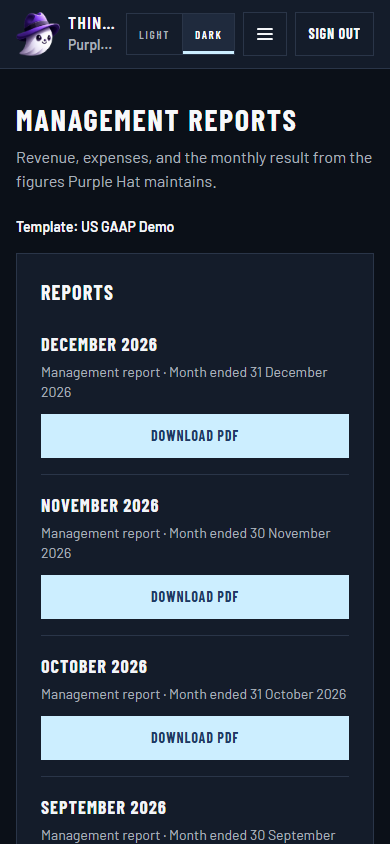 THIN...
Purpl...
LIGHT
DARK
SIGN OUT
MANAGEMENT REPORTS
Revenue, expenses, and the monthly result from the
figures Purple Hat maintains.
Template: US GAAP Demo
REPORTS
DECEMBER 2026
Management report · Month ended 31 December
2026
DOWNLOAD PDF
NOVEMBER 2026
Management report · Month ended 30 November
2026
DOWNLOAD PDF
OCTOBER 2026
Management report · Month ended 31 October 2026
DOWNLOAD PDF
SEPTEMBER 2026
Management report · Month ended 30 September